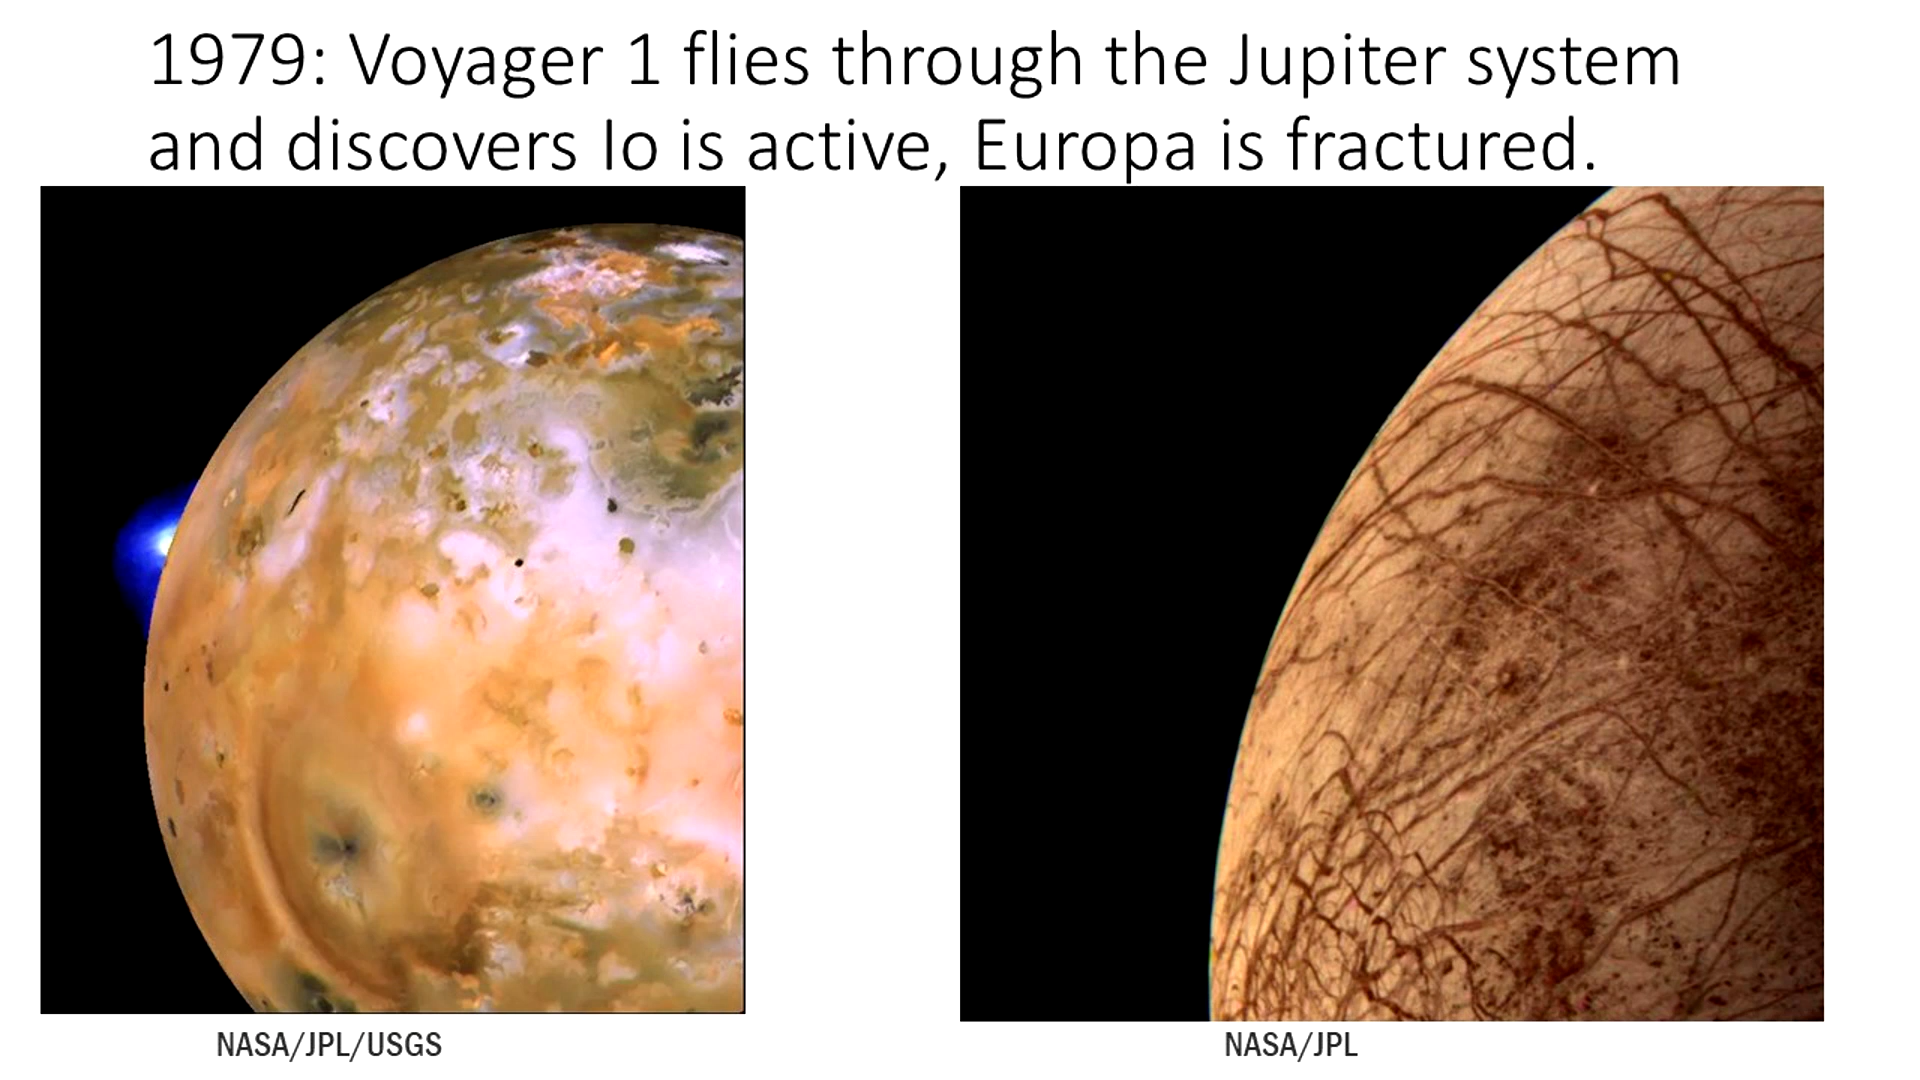 1979: Voyager 1 flies through the Jupiter system
and discovers Io is active, Europa is fractured.
NASA/JPL/USGS
NASA/JPL